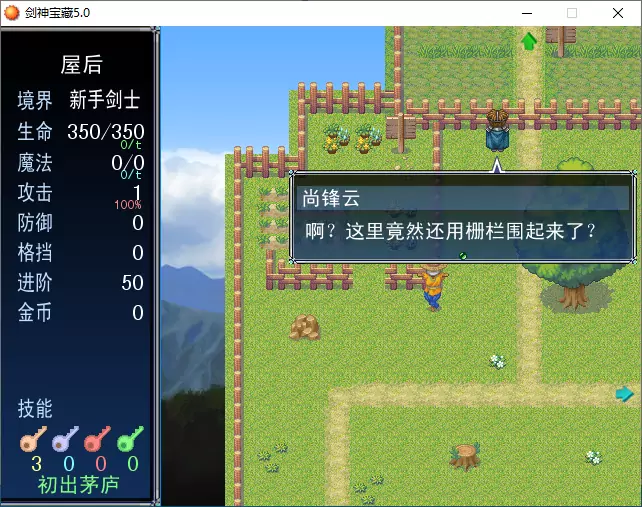 剑神宝藏5.0
屋后
境界 新手剑士
生命 350/350
0/t
魔法 0/0
0/t
攻击 1
100%
防御 0
格挡 0
进阶 50
金币 0
技能
3 0 0 0
初出茅庐
尚锋云
啊？这里竟然还用栅栏围起来了？